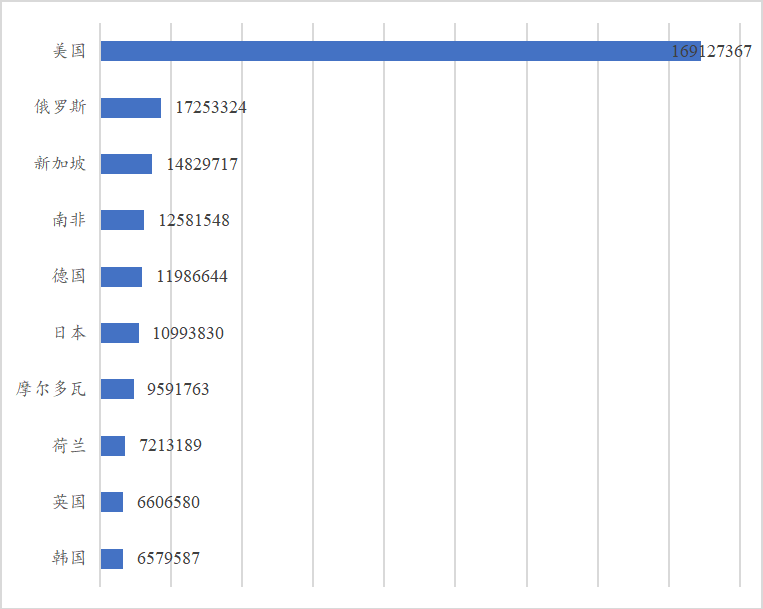 美国 169127367
俄罗斯 17253324
新加坡 14829717
南非 12581548
德国 11986644
日本 10993830
摩尔多瓦 9591763
荷兰 7213189
英国 6606580
韩国 6579587